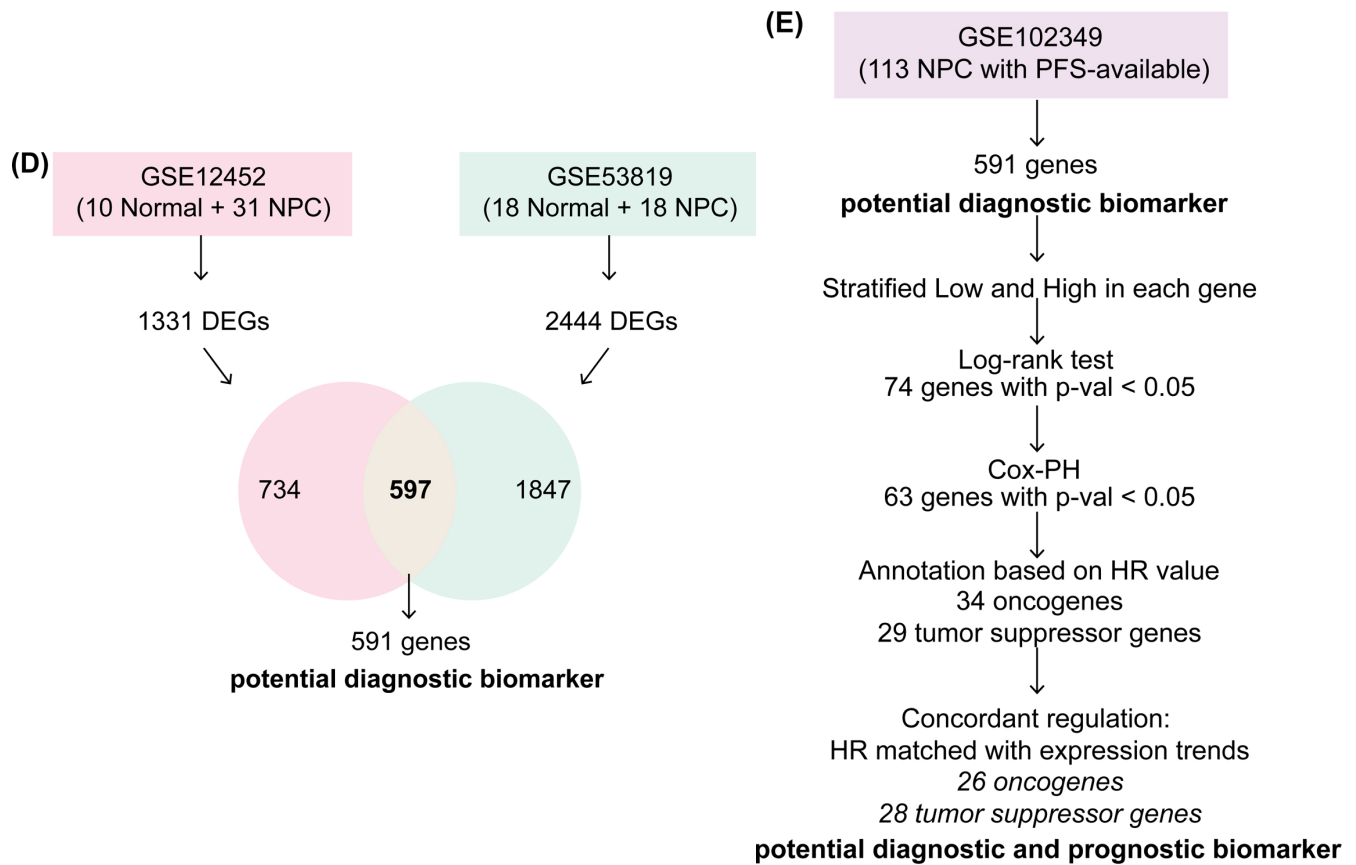 (D)
GSE12452
(10 Normal + 31 NPC)
GSE53819
(18 Normal + 18 NPC)
1331 DEGs
2444 DEGs
734
597
1847
591 genes
potential diagnostic biomarker
(E)
GSE102349
(113 NPC with PFS-available)
591 genes
potential diagnostic biomarker
Stratified Low and High in each gene
Log-rank test
74 genes with p-val < 0.05
Cox-PH
63 genes with p-val < 0.05
Annotation based on HR value
34 oncogenes
29 tumor suppressor genes
Concordant regulation:
HR matched with expression trends
26 oncogenes
28 tumor suppressor genes
potential diagnostic and prognostic biomarker